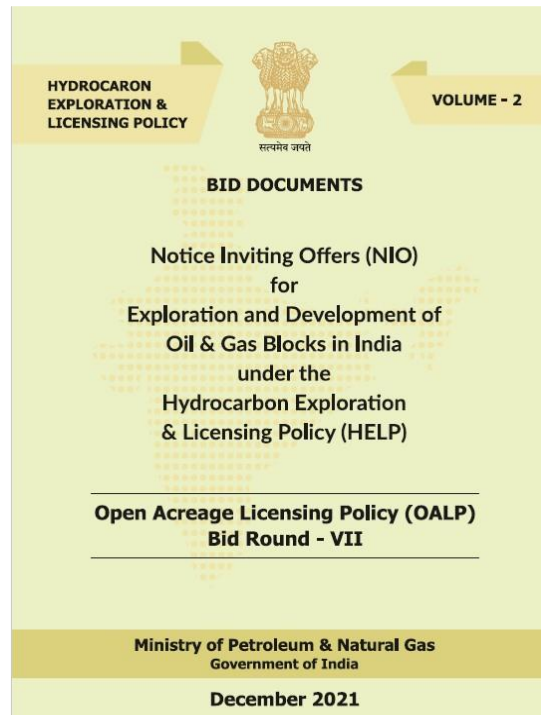 HYDROCARON
EXPLORATION &
LICENSING POLICY
VOLUME - 2
सत्यमेव जयते
BID DOCUMENTS
Notice Inviting Offers (NIO)
for
Exploration and Development of
Oil & Gas Blocks in India
under the
Hydrocarbon Exploration
& Licensing Policy (HELP)
Open Acreage Licensing Policy (OALP)
Bid Round - VII
Ministry of Petroleum & Natural Gas
Government of India
December 2021